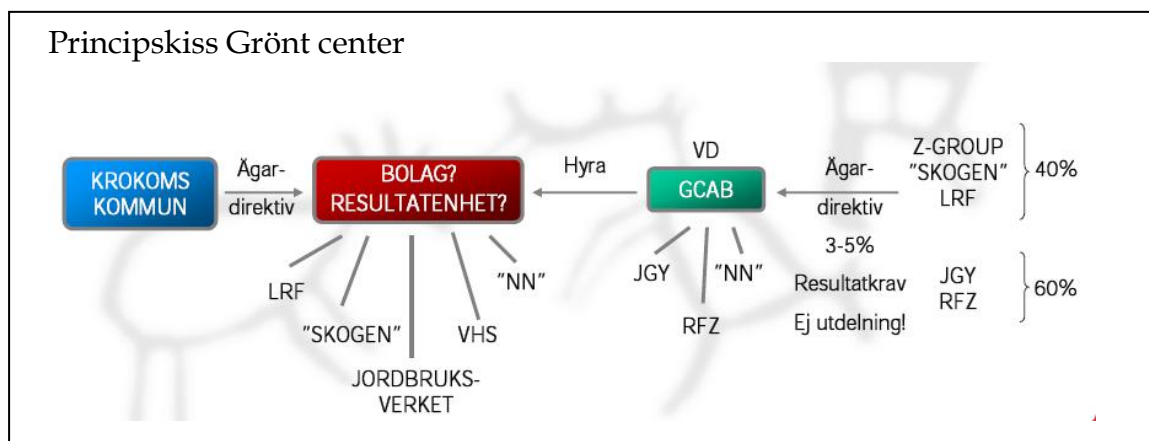 Principskiss Grönt center
KROKOMS
KOMMUN
Ägar-
direktiv
BOLAG?
RESULTATENHET?
Hyra
VD
GCAB
Ägar-
direktiv
3-5%
Resultatkrav
Ej utdelning!
Z-GROUP
"SKOGEN"
LRF
40%
JGY
RFZ
60%
LRF
"SKOGEN"
JORDBRUKS-
VERKET
VHS
"NN"
JGY
RFZ
"NN"